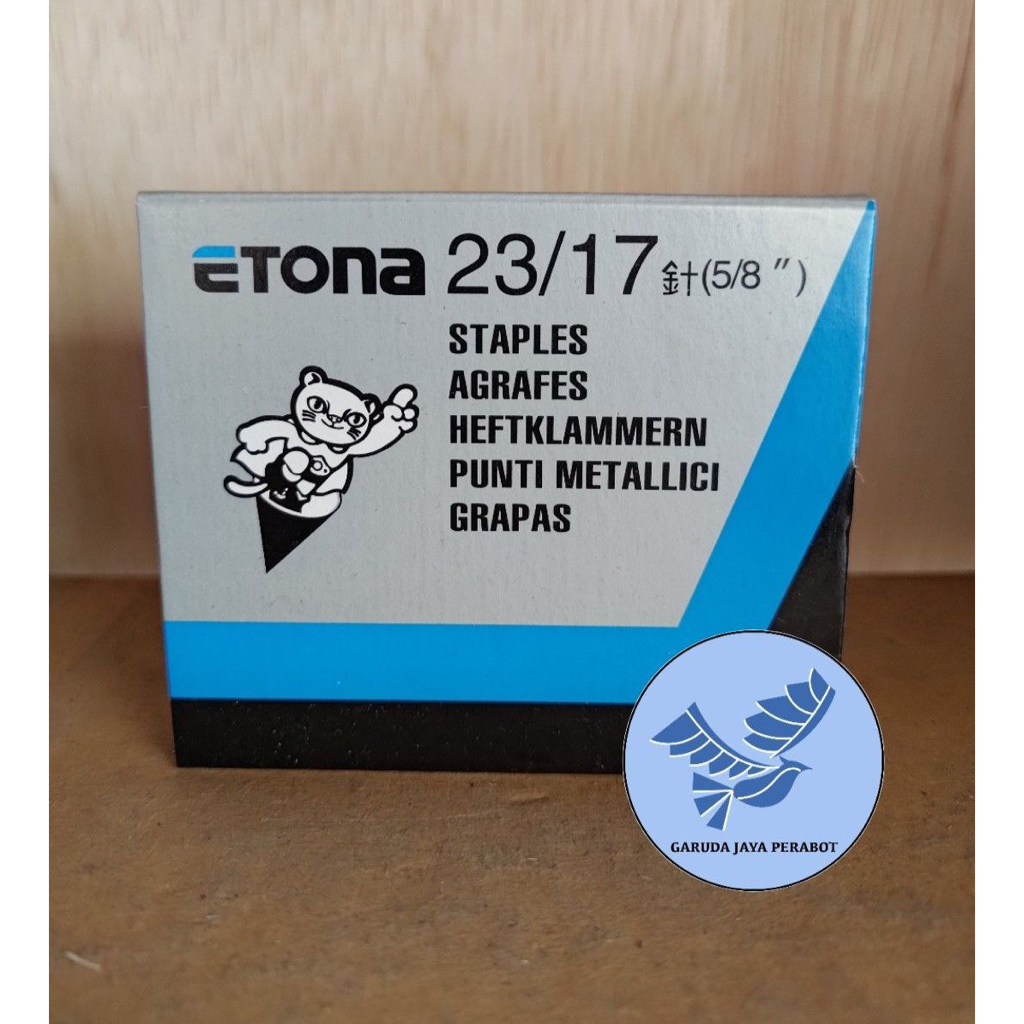 ETONA 23/17 針(5/8")
STAPLES
AGRAFES
HEFTKLAMMERN
PUNTI METALLICI
GRAPAS
GARUDA JAYA PERABOT